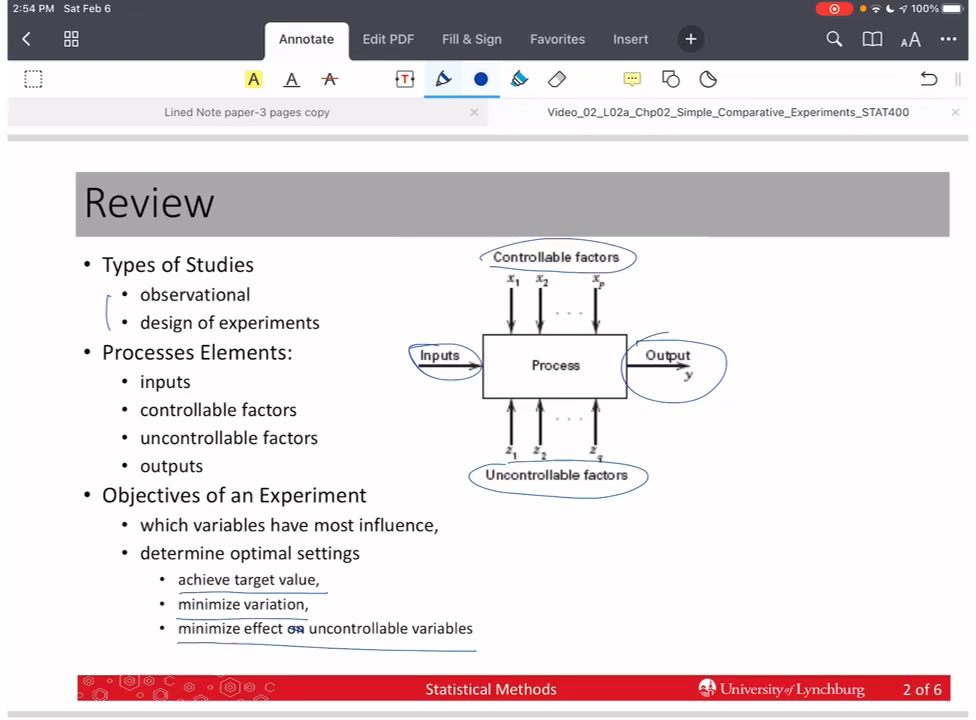 2:54 PM Sat Feb 6
100%
Annotate Edit PDF Fill & Sign Favorites Insert
AA
A A A T
Lined Note paper-3 pages copy
Video_02_L02a_Chp02_Simple_Comparative_Experiments_STAT400
Review
• Types of Studies
• observational
• design of experiments
• Processes Elements:
• inputs
• controllable factors
• uncontrollable factors
• outputs
• Objectives of an Experiment
• which variables have most influence,
• determine optimal settings
• achieve target value,
• minimize variation,
• minimize effect uncontrollable variables
Controllable factors
x1 x2 xp
. . .
Inputs
Process
Output
y
. . .
z1 z2 zq
Uncontrollable factors
Statistical Methods
University of Lynchburg
2 of 6